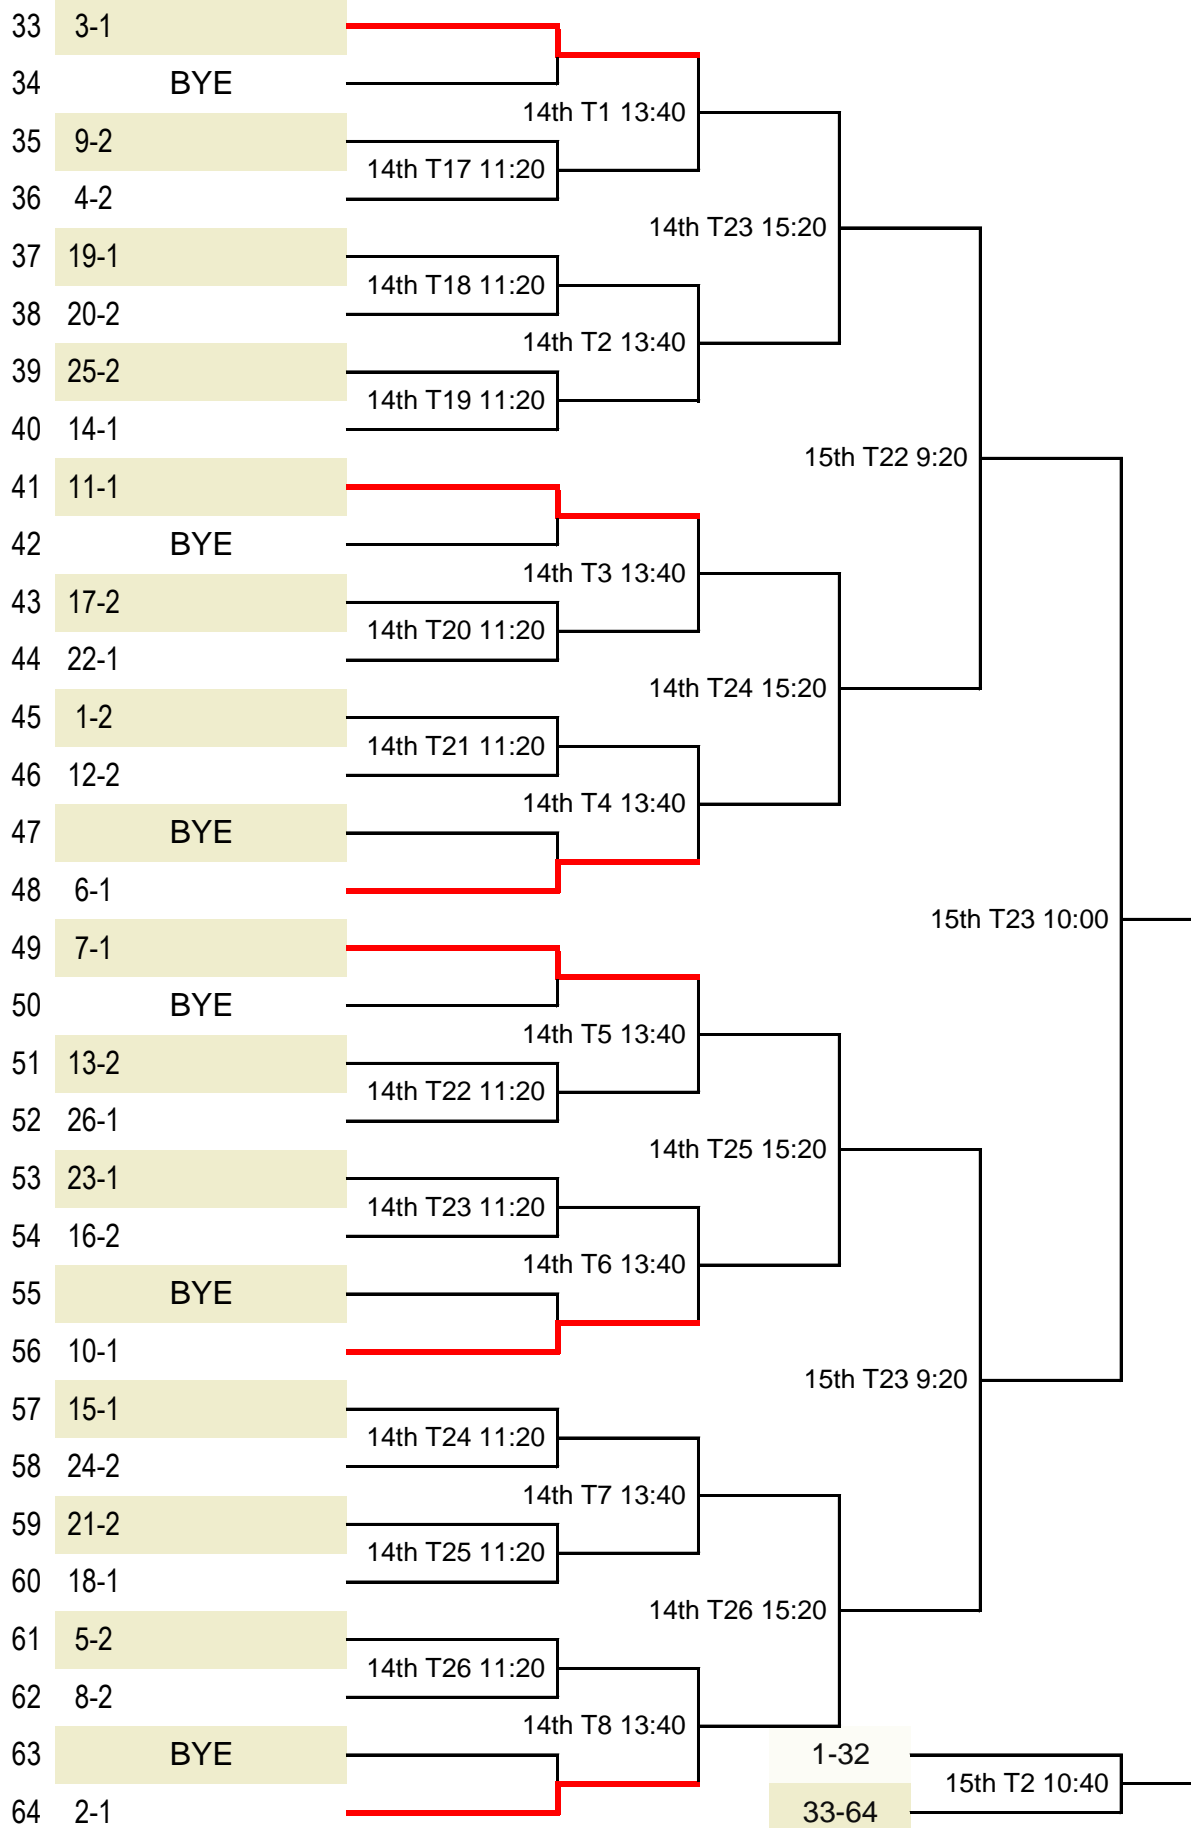 33 3-1
34 BYE
14th T1 13:40
35 9-2
14th T17 11:20
36 4-2
14th T23 15:20
37 19-1
14th T18 11:20
38 20-2
14th T2 13:40
39 25-2
14th T19 11:20
40 14-1
15th T22 9:20
41 11-1
42 BYE
14th T3 13:40
43 17-2
14th T20 11:20
44 22-1
14th T24 15:20
45 1-2
14th T21 11:20
46 12-2
14th T4 13:40
47 BYE
48 6-1
15th T23 10:00
49 7-1
50 BYE
14th T5 13:40
51 13-2
14th T22 11:20
52 26-1
14th T25 15:20
53 23-1
14th T23 11:20
54 16-2
14th T6 13:40
55 BYE
56 10-1
15th T23 9:20
57 15-1
14th T24 11:20
58 24-2
14th T7 13:40
59 21-2
14th T25 11:20
60 18-1
14th T26 15:20
61 5-2
14th T26 11:20
62 8-2
14th T8 13:40
63 BYE
1-32
15th T2 10:40
64 2-1
33-64